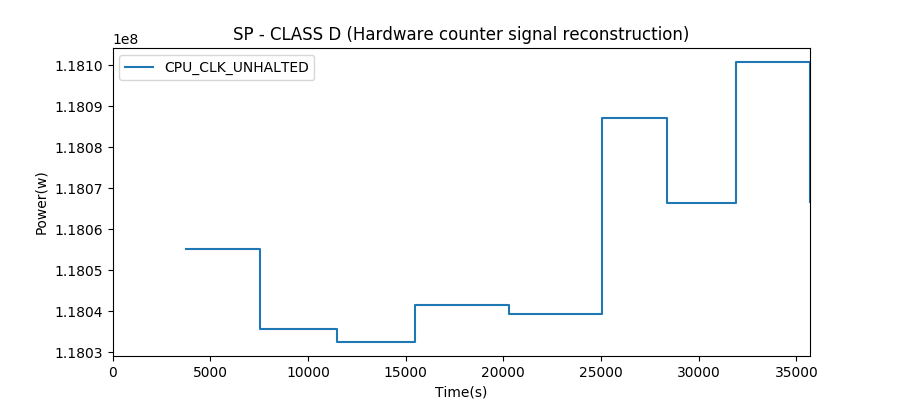 SP - CLASS D (Hardware counter signal reconstruction)
1e8
CPU_CLK_UNHALTED
1.1810
1.1809
1.1808
1.1807
1.1806
1.1805
1.1804
1.1803
Power(w)
0 5000 10000 15000 20000 25000 30000 35000
Time(s)